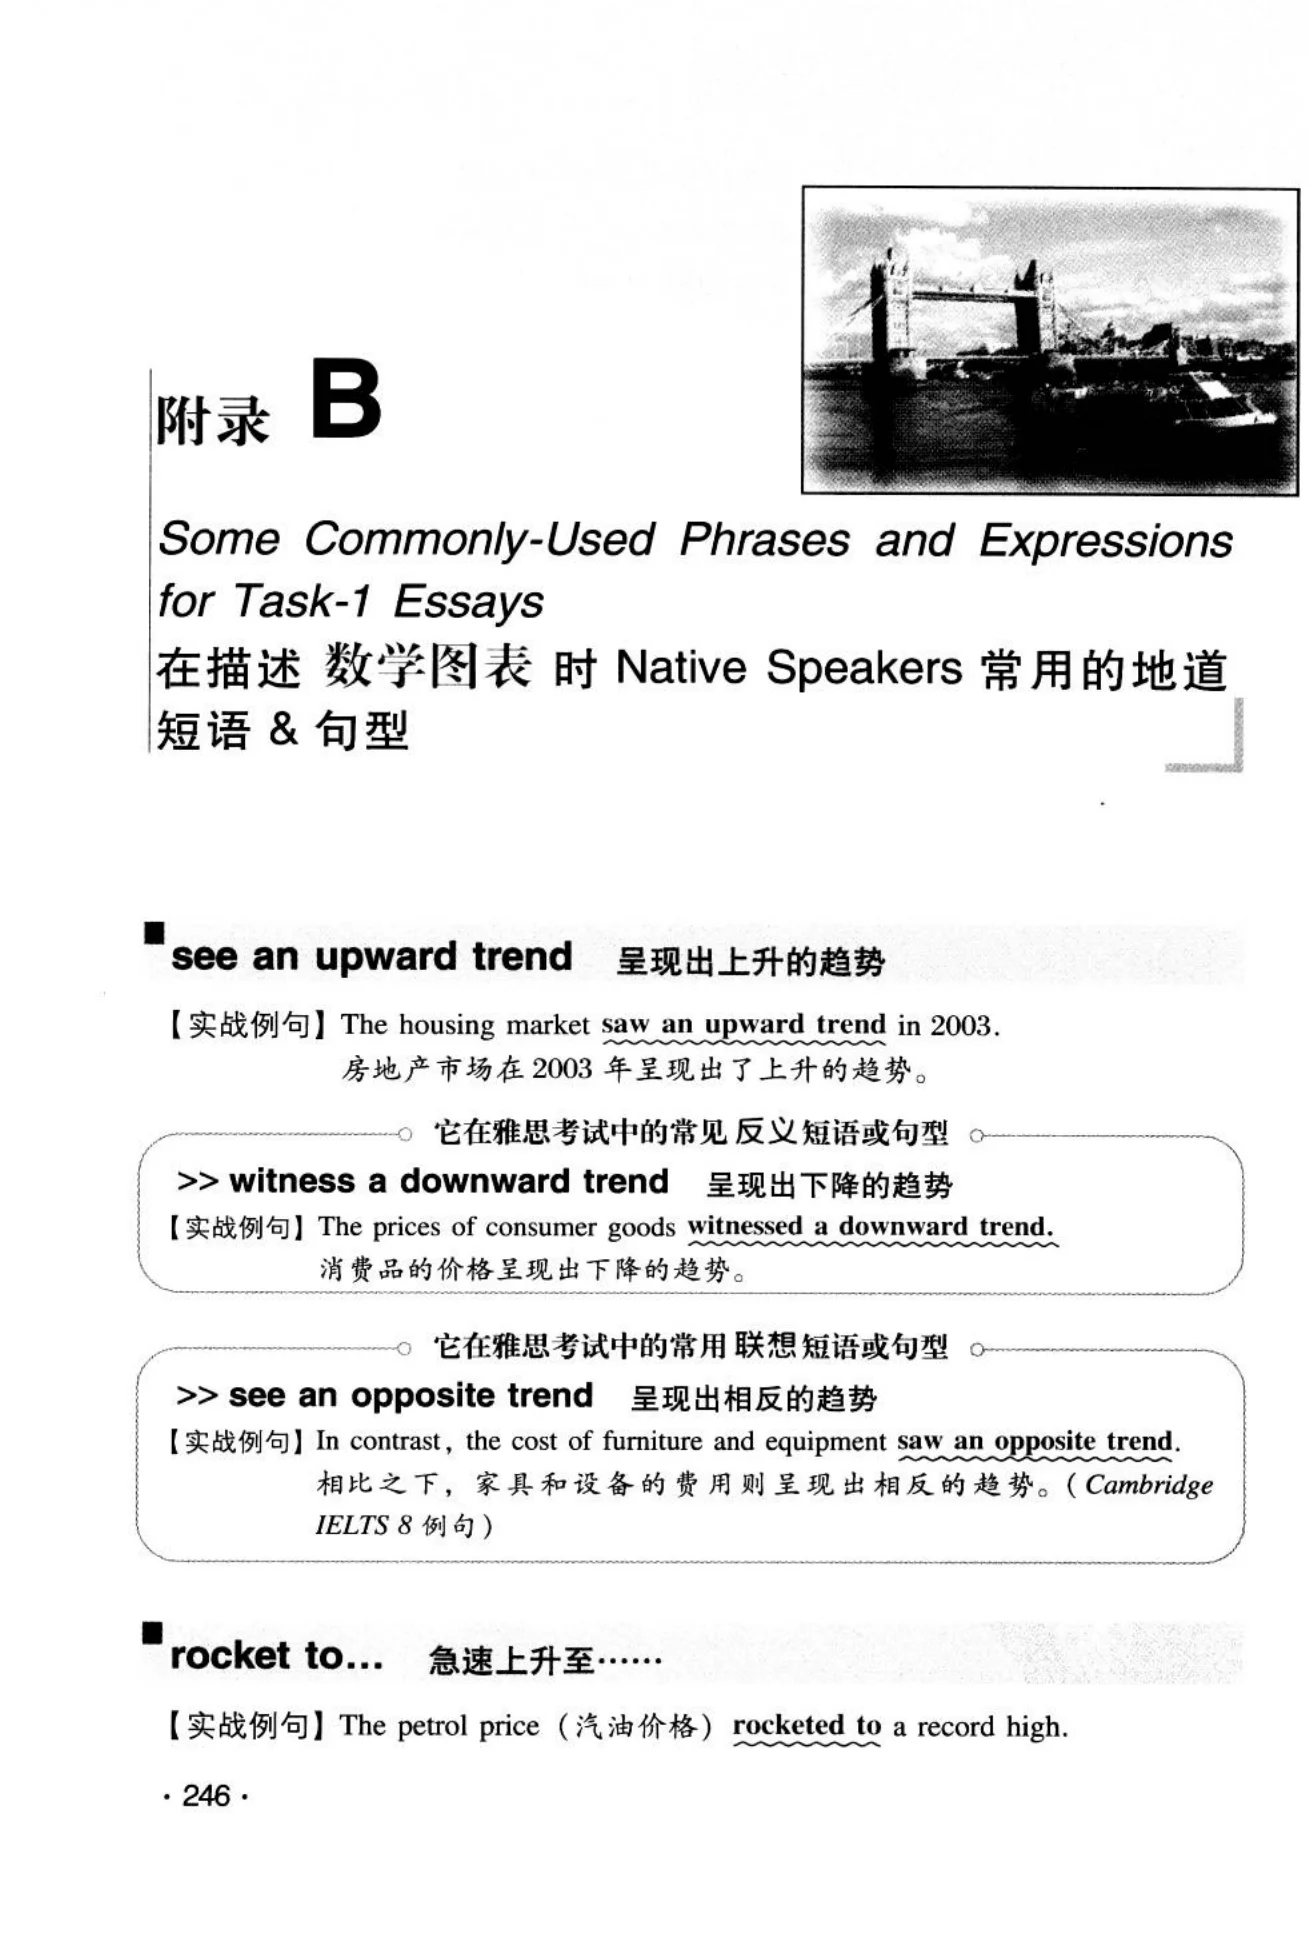 附录 B
Some Commonly-Used Phrases and Expressions
for Task-1 Essays
在描述 数学图表 时 Native Speakers 常用的地道
短语 & 句型
see an upward trend 呈现出上升的趋势
【实战例句】The housing market saw an upward trend in 2003.
房地产市场在 2003 年呈现出了上升的趋势。
它在雅思考试中的常见 反义 短语或句型
>> witness a downward trend 呈现出下降的趋势
【实战例句】The prices of consumer goods witnessed a downward trend.
消费品的价格呈现出下降的趋势。
它在雅思考试中的常用 联想 短语或句型
>> see an opposite trend 呈现出相反的趋势
【实战例句】In contrast, the cost of furniture and equipment saw an opposite trend.
相比之下，家具和设备的费用则呈现出相反的趋势。（Cambridge
IELTS 8 例句）
rocket to... 急速上升至……
【实战例句】The petrol price（汽油价格）rocketed to a record high.
· 246 ·